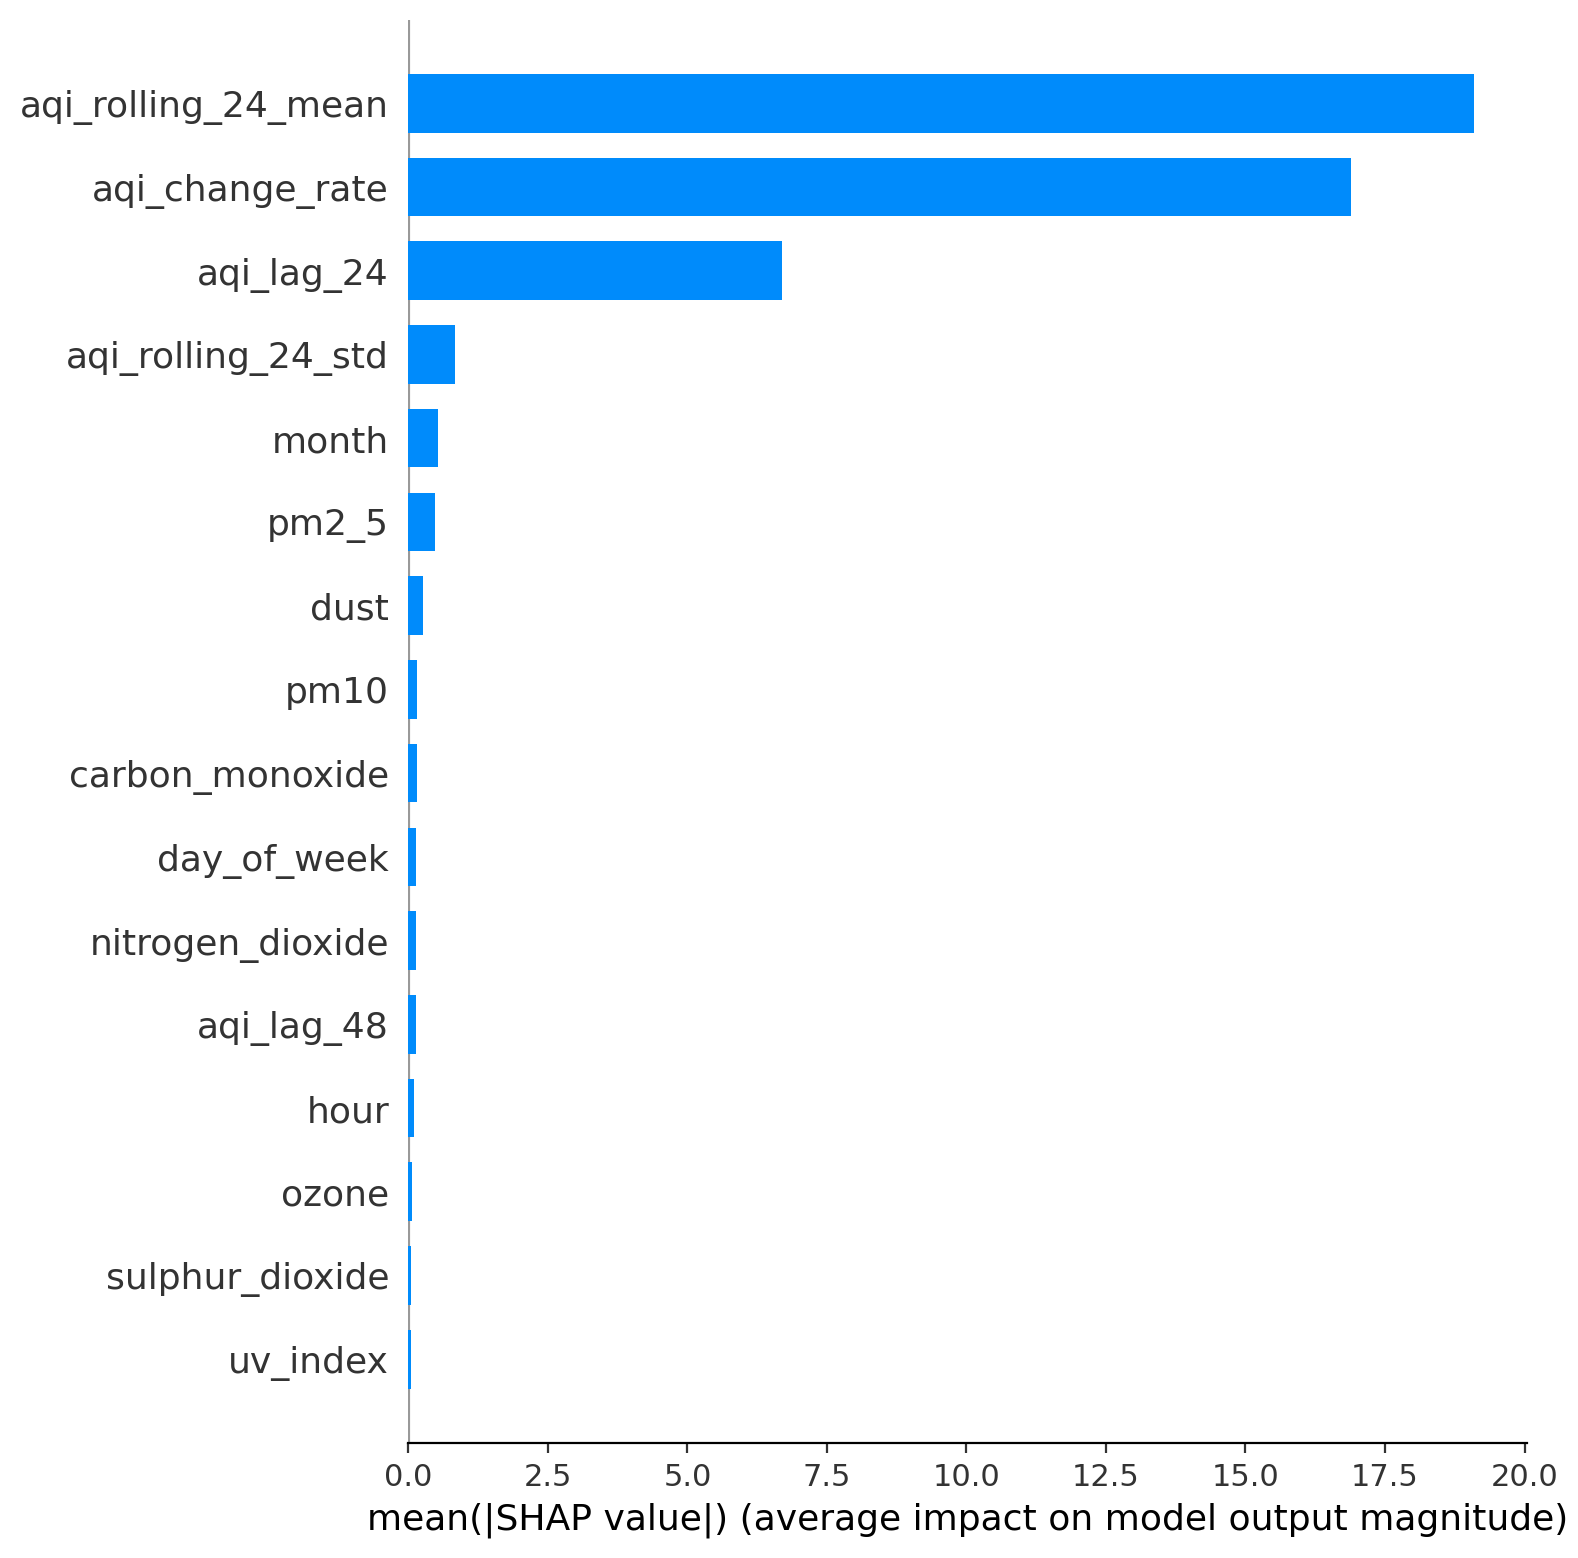 aqi_rolling_24_mean
aqi_change_rate
aqi_lag_24
aqi_rolling_24_std
month
pm2_5
dust
pm10
carbon_monoxide
day_of_week
nitrogen_dioxide
aqi_lag_48
hour
ozone
sulphur_dioxide
uv_index
0.0 2.5 5.0 7.5 10.0 12.5 15.0 17.5 20.0
mean(|SHAP value|) (average impact on model output magnitude)